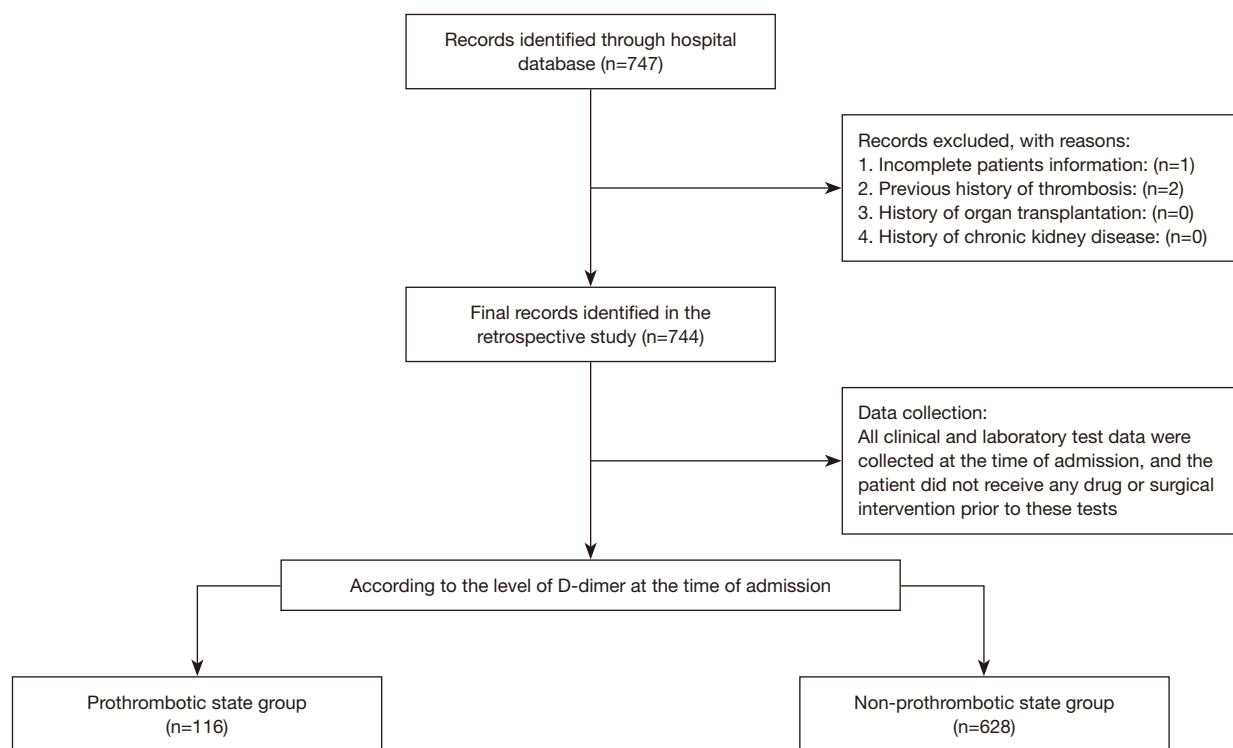 Records identified through hospital
database (n=747)
Records excluded, with reasons:
1. Incomplete patients information: (n=1)
2. Previous history of thrombosis: (n=2)
3. History of organ transplantation: (n=0)
4. History of chronic kidney disease: (n=0)
Final records identified in the
retrospective study (n=744)
Data collection:
All clinical and laboratory test data were
collected at the time of admission, and the
patient did not receive any drug or surgical
intervention prior to these tests
According to the level of D-dimer at the time of admission
Prothrombotic state group
(n=116)
Non-prothrombotic state group
(n=628)